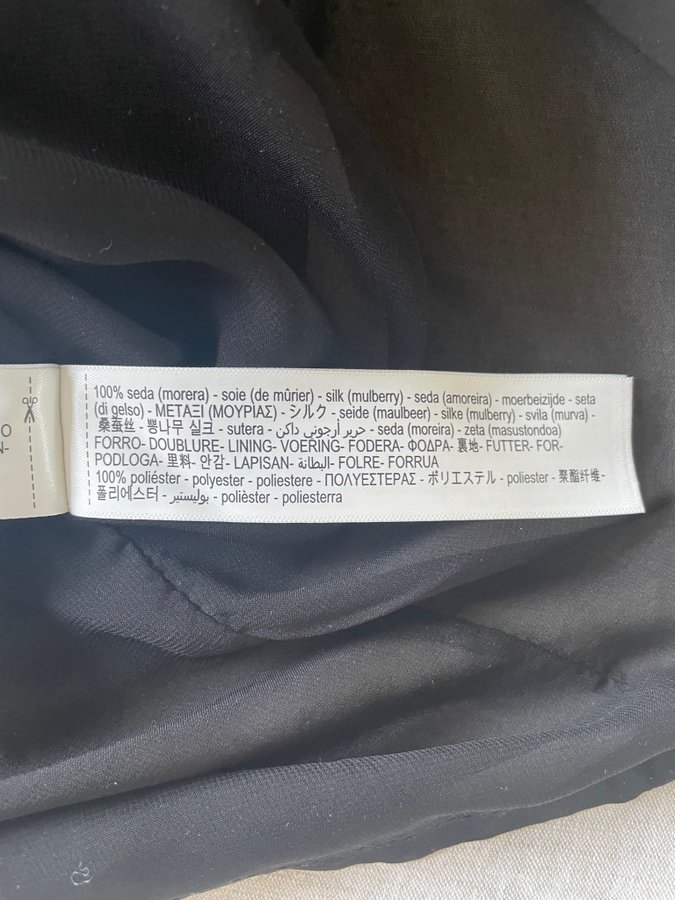 O
N-
100% seda (morera) - soie (de mûrier) - silk (mulberry) - seda (amoreira) - moerbeizijde - seta
(di gelso) - ΜΕΤΑΞΙ (ΜΟΥΡΙΑΣ) - シルク - seide (maulbeer) - silke (mulberry) - svila (murva) -
桑蚕丝 - 뽕나무 실크 - sutera - حرير أرجوني داكن - seda (moreira) - zeta (masustondoa)
FORRO- DOUBLURE- LINING- VOERING- FODERA- ΦΟΔΡΑ- 裏地- FUTTER- FOR-
PODLOGA- 里料- 안감- LAPISAN- البطانة- FOLRE- FORRUA
100% poliéster - polyester - poliestere - ΠΟΛΥΕΣΤΕΡΑΣ - ポリエステル - poliester - 聚酯纤维-
폴리에스터 - بوليستير - polièster - poliesterra